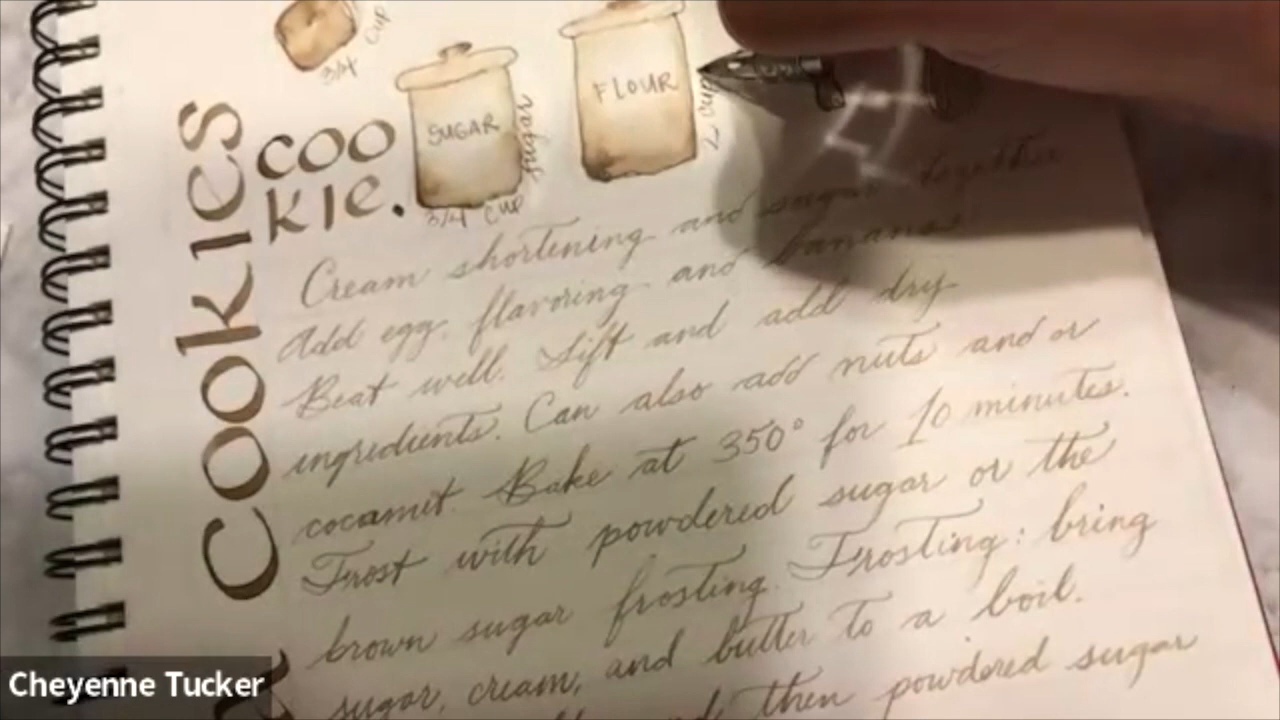 Cup
3/4
Cookies
COO
KIE.
SUGAR
sugar
3/4 Cup
FLOUR
2 cup
Cream shortening and sugar together
Add egg, flavoring and banana
Beat well. Sift and add dry
ingredients. Can also add nuts and or
cocamit. Bake at 350° for 10 minutes.
Frost with powdered sugar or the
brown sugar frosting. Frosting: bring
sugar, cream, and butter to a boil.
then powdered sugar
Cheyenne Tucker